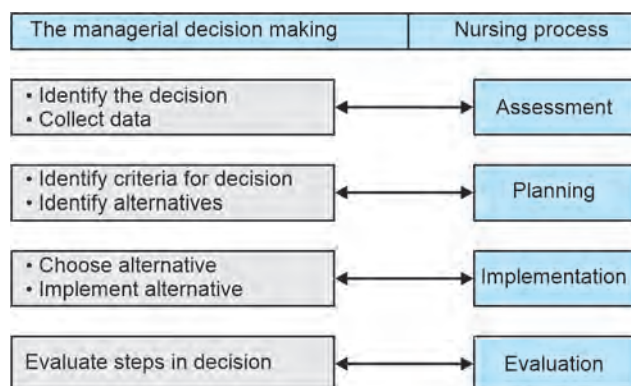 The managerial decision making
Nursing process
• Identify the decision
• Collect data
Assessment
• Identify criteria for decision
• Identify alternatives
Planning
• Choose alternative
• Implement alternative
Implementation
Evaluate steps in decision
Evaluation